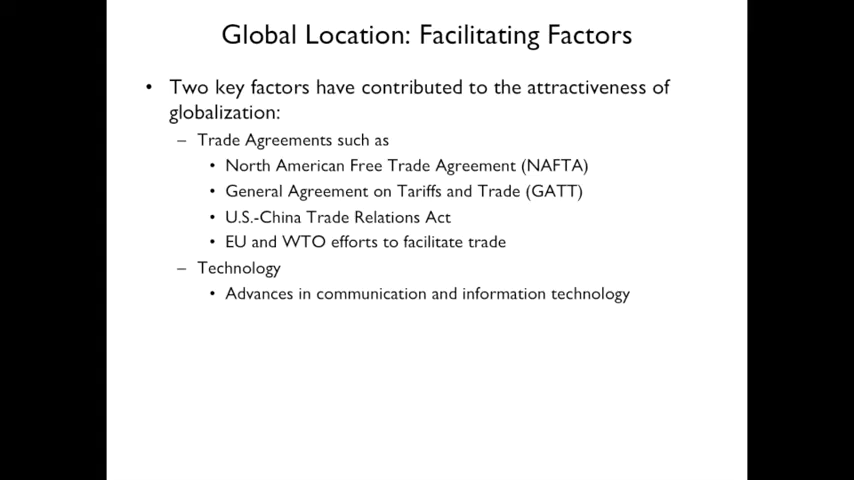 Global Location: Facilitating Factors
• Two key factors have contributed to the attractiveness of
globalization:
– Trade Agreements such as
• North American Free Trade Agreement (NAFTA)
• General Agreement on Tariffs and Trade (GATT)
• U.S.-China Trade Relations Act
• EU and WTO efforts to facilitate trade
– Technology
• Advances in communication and information technology